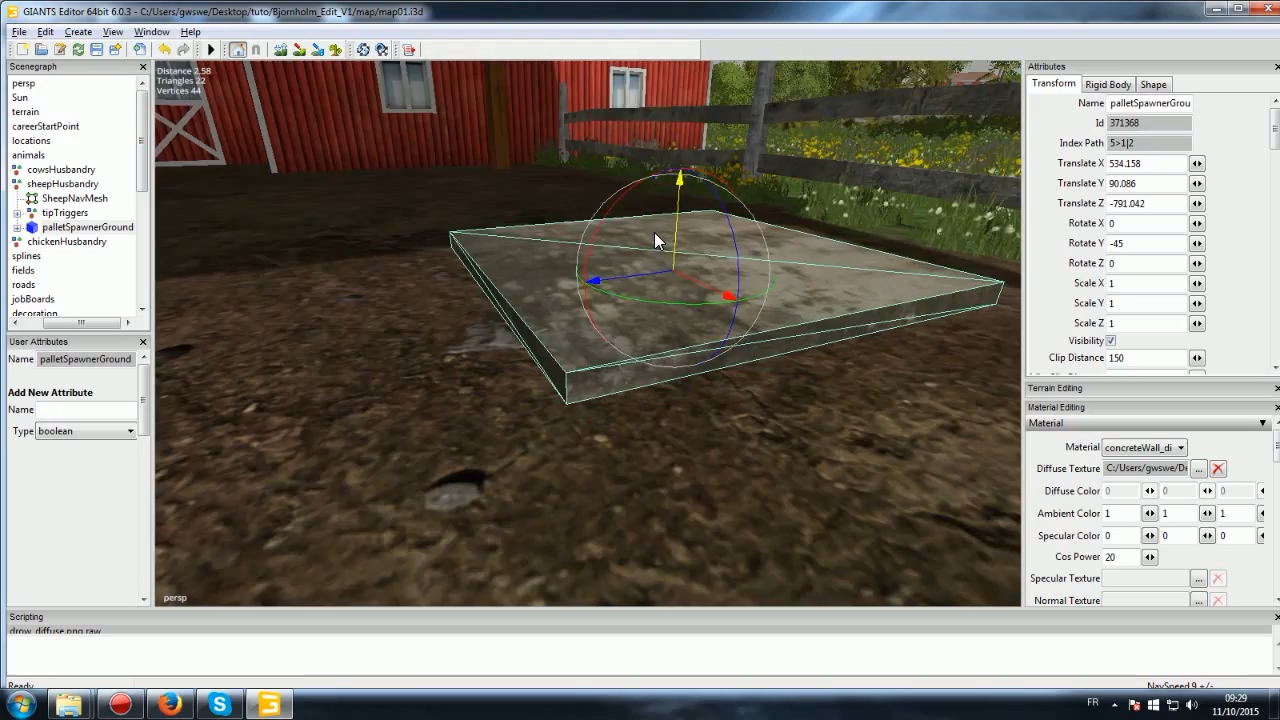 GIANTS Editor 64bit 6.0.3 - C:/Users/gwswe/Desktop/tuto/Bjornholm_Edit_V1/map/map01.i3d
File Edit Create View Window Help
Scenegraph
persp
Sun
terrain
careerStartPoint
locations
animals
cowsHusbandry
sheepHusbandry
SheepNavMesh
tipTriggers
palletSpawnerGround
chickenHusbandry
splines
fields
roads
jobBoards
decoration
User Attributes
Name palletSpawnerGround
Add New Attribute
Name
Type boolean
Distance 2.58
Triangles 22
Vertices 44
persp
Attributes
Transform Rigid Body Shape
Name palletSpawnerGrou
Id 371368
Index Path 5>1|2
Translate X 534.158
Translate Y 90.086
Translate Z -791.042
Rotate X 0
Rotate Y -45
Rotate Z 0
Scale X 1
Scale Y 1
Scale Z 1
Visibility
Clip Distance 150
Terrain Editing
Material Editing
Material
Material concreteWall_di
Diffuse Texture C:/Users/gwswe/De ...
Diffuse Color 0 0 0
Ambient Color 1 1 1
Specular Color 0 0 0
Cos Power 20
Specular Texture ...
Normal Texture ...
Scripting
drow_diffuse.png.raw
Ready
NavSpeed 9 +/-
FR
09:29
11/10/2015